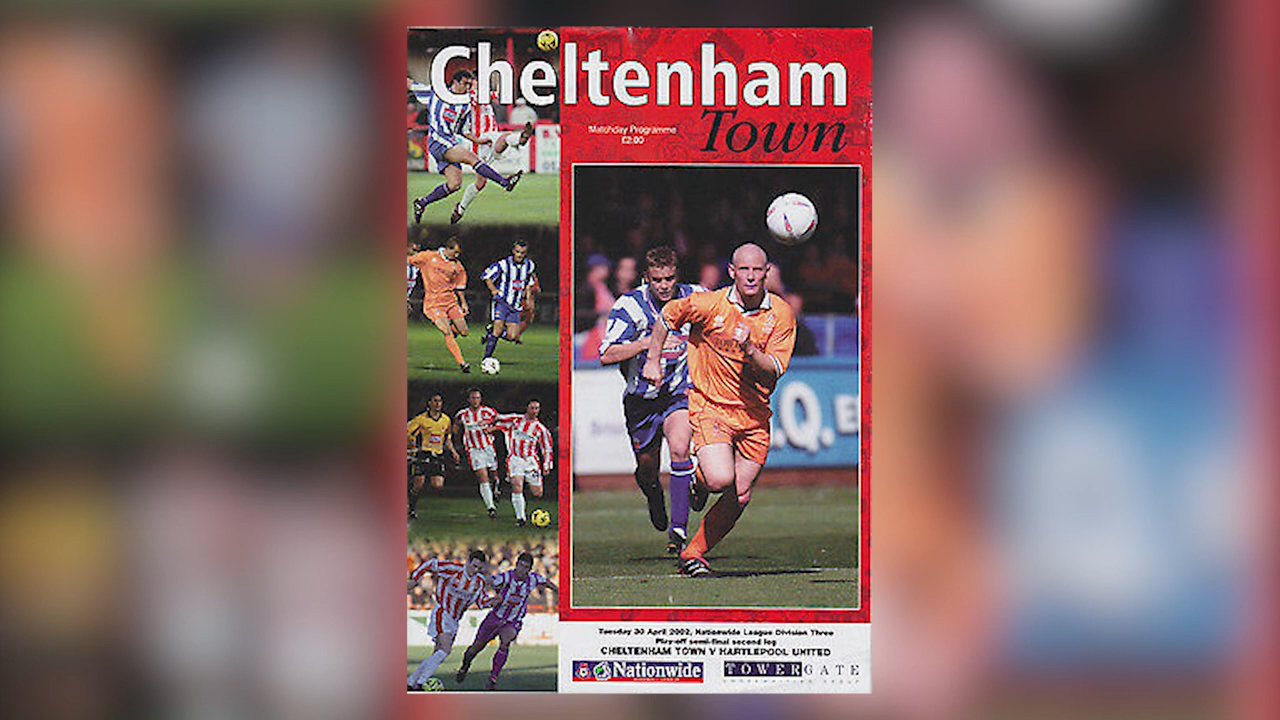 Cheltenham
Town
Matchday Programme
£2.00
.Q.E
Tuesday 30 April 2002, Nationwide League Division Three
Play-off semi-final second leg
CHELTENHAM TOWN V HARTLEPOOL UNITED
Nationwide
TOWERGATE